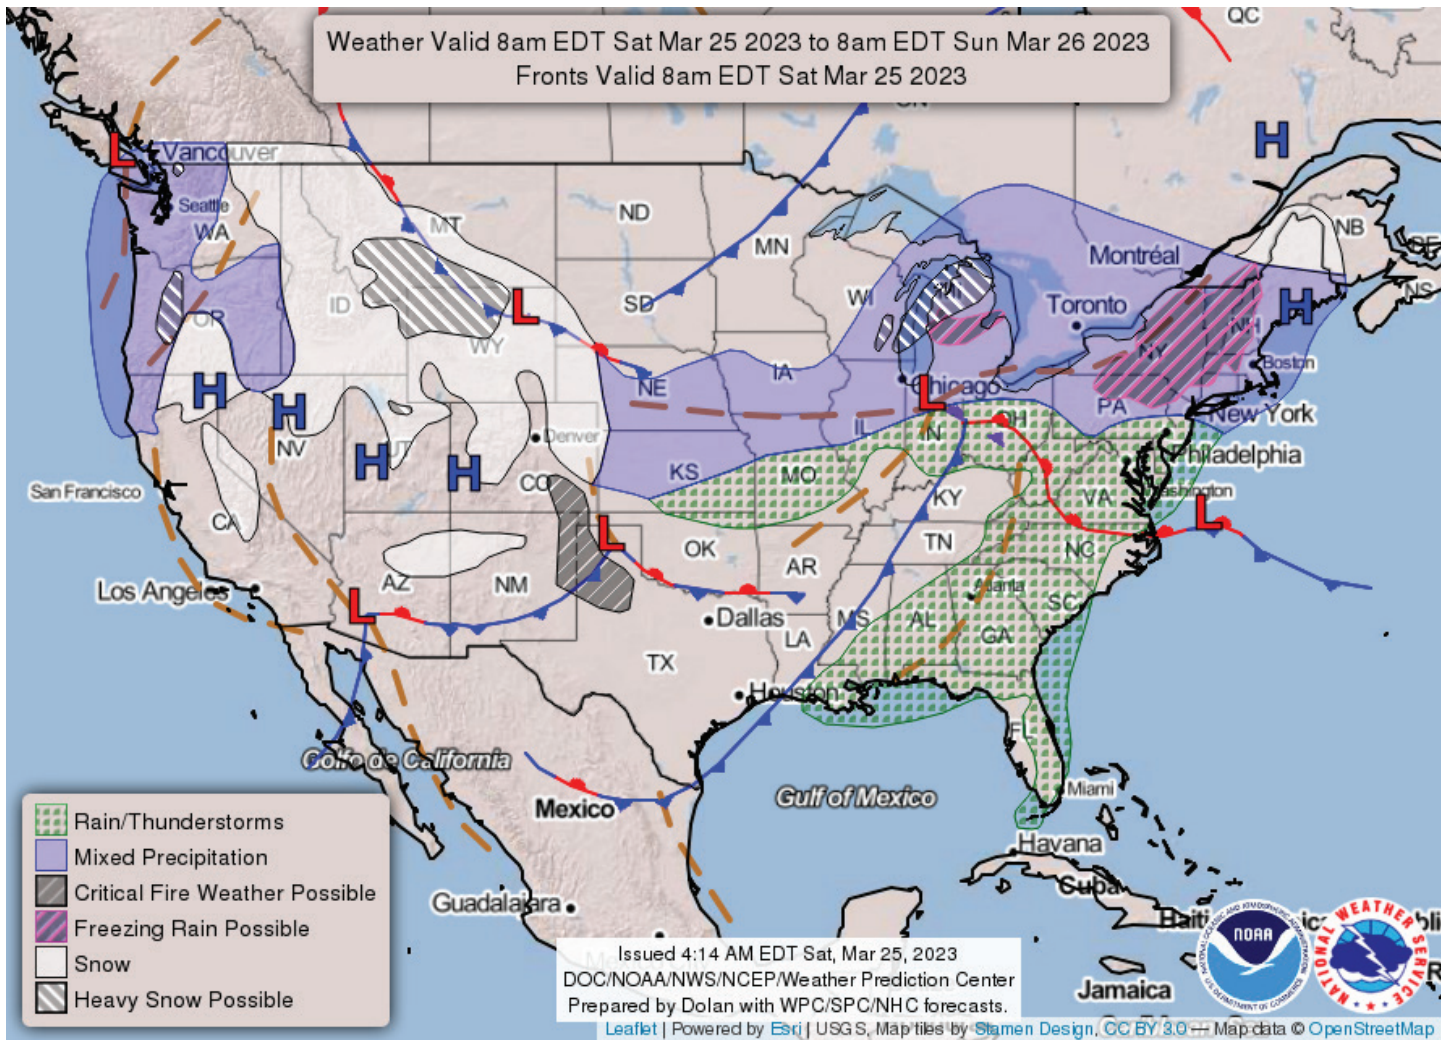 QC
Weather Valid 8am EDT Sat Mar 25 2023 to 8am EDT Sun Mar 26 2023
Fronts Valid 8am EDT Sat Mar 25 2023
H
L
Vancouver
Seattle
WA
MT
ND
MN
NB
Montréal
ID
SD
WI
MI
Toronto
NS
OR
L
WY
H
NH
NY
Boston
NE
IA
Chicago
L
PA
New York
H
H
NV
UT
H
H
Denver
CO
KS
MO
IL
IN
OH
Philadelphia
San Francisco
CA
KY
VA
Washington
L
L
OK
TN
NC
AR
Los Angeles
AZ
NM
L
Atlanta
SC
Dallas
MS
AL
GA
LA
TX
Houston
FL
Golfo de California
Miami
Gulf of Mexico
Mexico
Havana
Cuba
Guadalajara
Haiti
Jamaica
Rain/Thunderstorms
Mixed Precipitation
Critical Fire Weather Possible
Freezing Rain Possible
Snow
Heavy Snow Possible
Issued 4:14 AM EDT Sat, Mar 25, 2023
DOC/NOAA/NWS/NCEP/Weather Prediction Center
Prepared by Dolan with WPC/SPC/NHC forecasts.
NOAA
NATIONAL WEATHER SERVICE
Leaflet | Powered by Esri | USGS, Map tiles by Stamen Design, CC BY 3.0 — Map data © OpenStreetMap